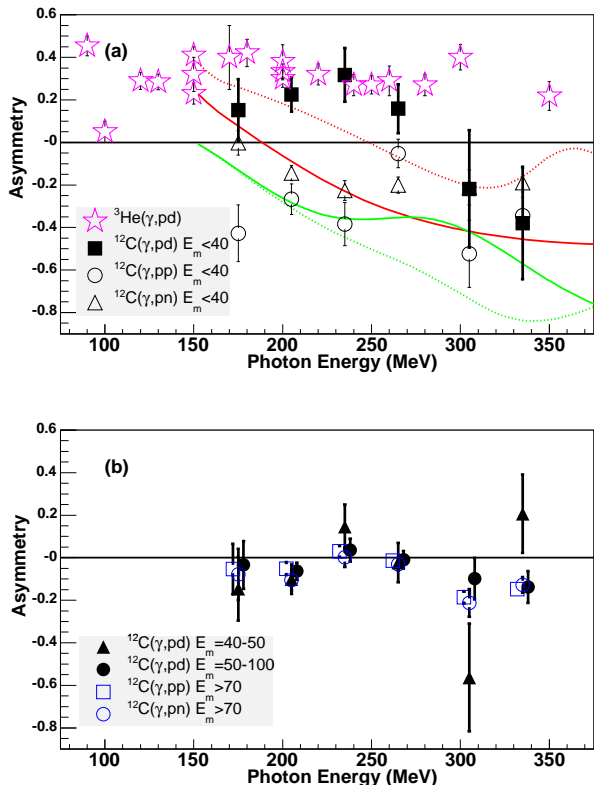 (a)
Asymmetry
0.6
0.4
0.2
-0
-0.2
-0.4
-0.6
-0.8
³He(γ,pd)
¹²C(γ,pd) Eₘ<40
¹²C(γ,pp) Eₘ<40
¹²C(γ,pn) Eₘ<40
100 150 200 250 300 350
Photon Energy (MeV)
(b)
Asymmetry
0.6
0.4
0.2
-0
-0.2
-0.4
-0.6
-0.8
¹²C(γ,pd) Eₘ=40-50
¹²C(γ,pd) Eₘ=50-100
¹²C(γ,pp) Eₘ>70
¹²C(γ,pn) Eₘ>70
100 150 200 250 300 350
Photon Energy (MeV)